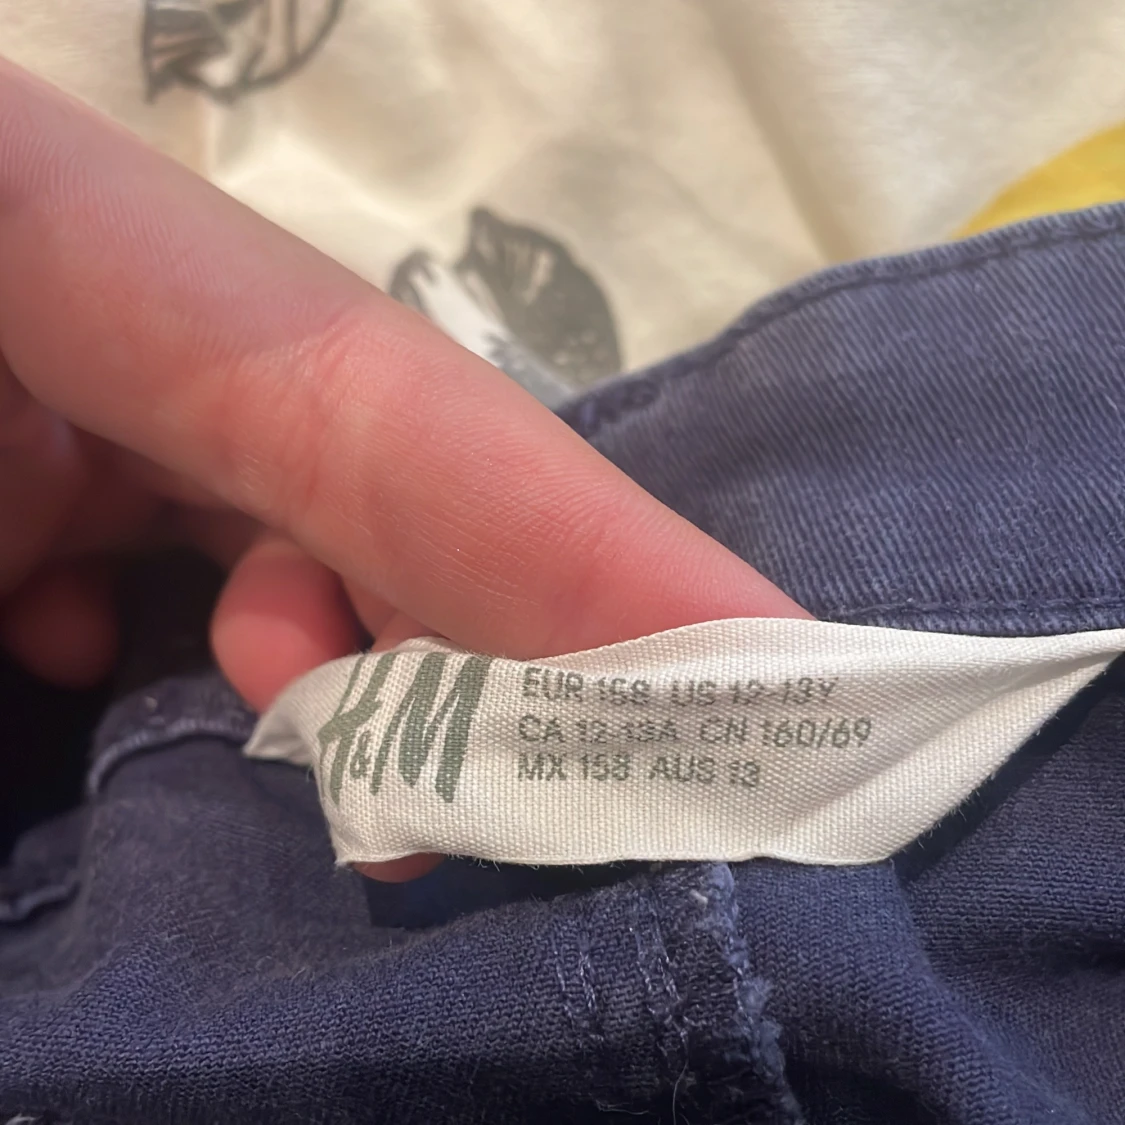 H&M
EUR 158 US 12-13Y
CA 12-13A CN 160/69
MX 158 AUS 13